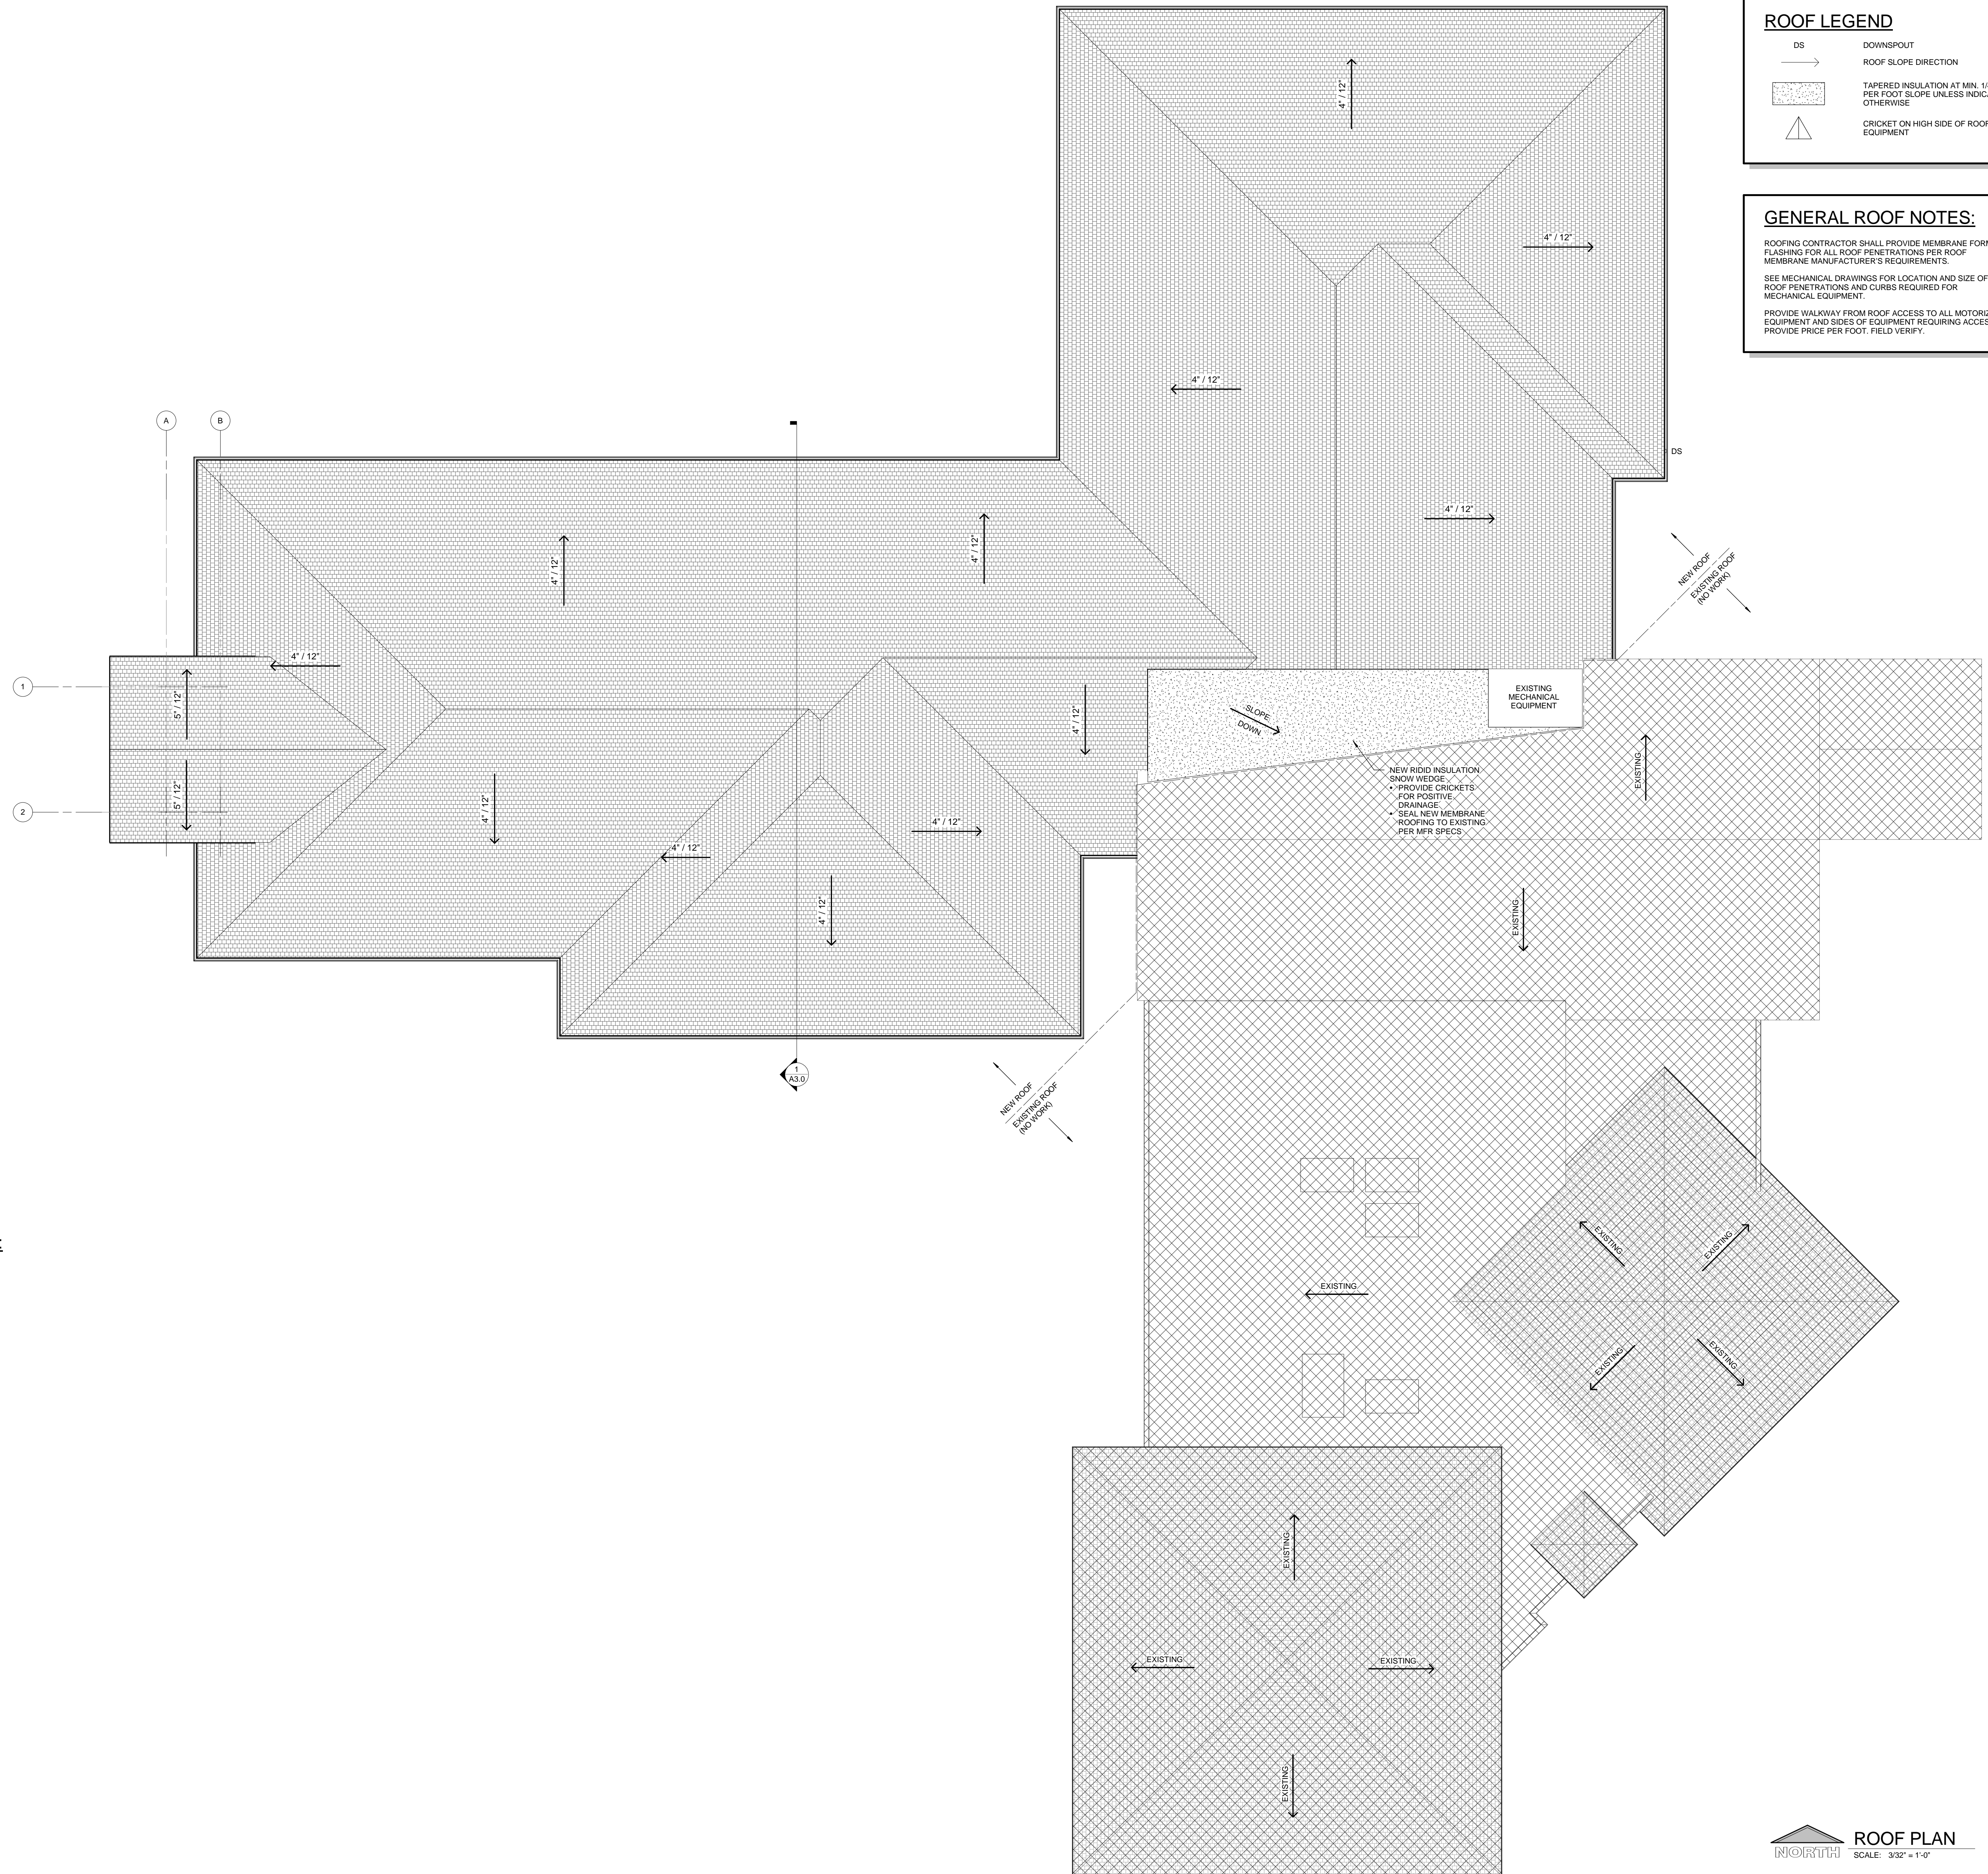 ROOF LEGEND
DS DOWNSPOUT
ROOF SLOPE DIRECTION
TAPERED INSULATION AT MIN. 1/
PER FOOT SLOPE UNLESS INDICA
OTHERWISE
CRICKET ON HIGH SIDE OF ROOF
EQUIPMENT
GENERAL ROOF NOTES:
ROOFING CONTRACTOR SHALL PROVIDE MEMBRANE FORM
FLASHING FOR ALL ROOF PENETRATIONS PER ROOF
MEMBRANE MANUFACTURER'S REQUIREMENTS.
SEE MECHANICAL DRAWINGS FOR LOCATION AND SIZE OF
ROOF PENETRATIONS AND CURBS REQUIRED FOR
MECHANICAL EQUIPMENT.
PROVIDE WALKWAY FROM ROOF ACCESS TO ALL MOTORIZ
EQUIPMENT AND SIDES OF EQUIPMENT REQUIRING ACCES
PROVIDE PRICE PER FOOT. FIELD VERIFY.
4" / 12"
4" / 12"
4" / 12"
A
B
DS
4" / 12"
4" / 12"
4" / 12"
NEW ROOF
EXISTING ROOF
(NO WORK)
4" / 12"
1
5" / 12"
EXISTING
MECHANICAL
EQUIPMENT
4" / 12"
SLOPE
DOWN
EXISTING
NEW RIDID INSULATION
SNOW WEDGE
• PROVIDE CRICKETS
FOR POSITIVE
DRAINAGE.
• SEAL NEW MEMBRANE
ROOFING TO EXISTING
PER MFR SPECS
5" / 12"
2
4" / 12"
4" / 12"
4" / 12"
4" / 12"
EXISTING
1
A3.0
NEW ROOF
EXISTING ROOF
(NO WORK)
EXISTING
EXISTING
EXISTING
EXISTING
EXISTING
EXISTING
EXISTING
EXISTING
EXISTING
NORTH
ROOF PLAN
SCALE: 3/32" = 1'-0"